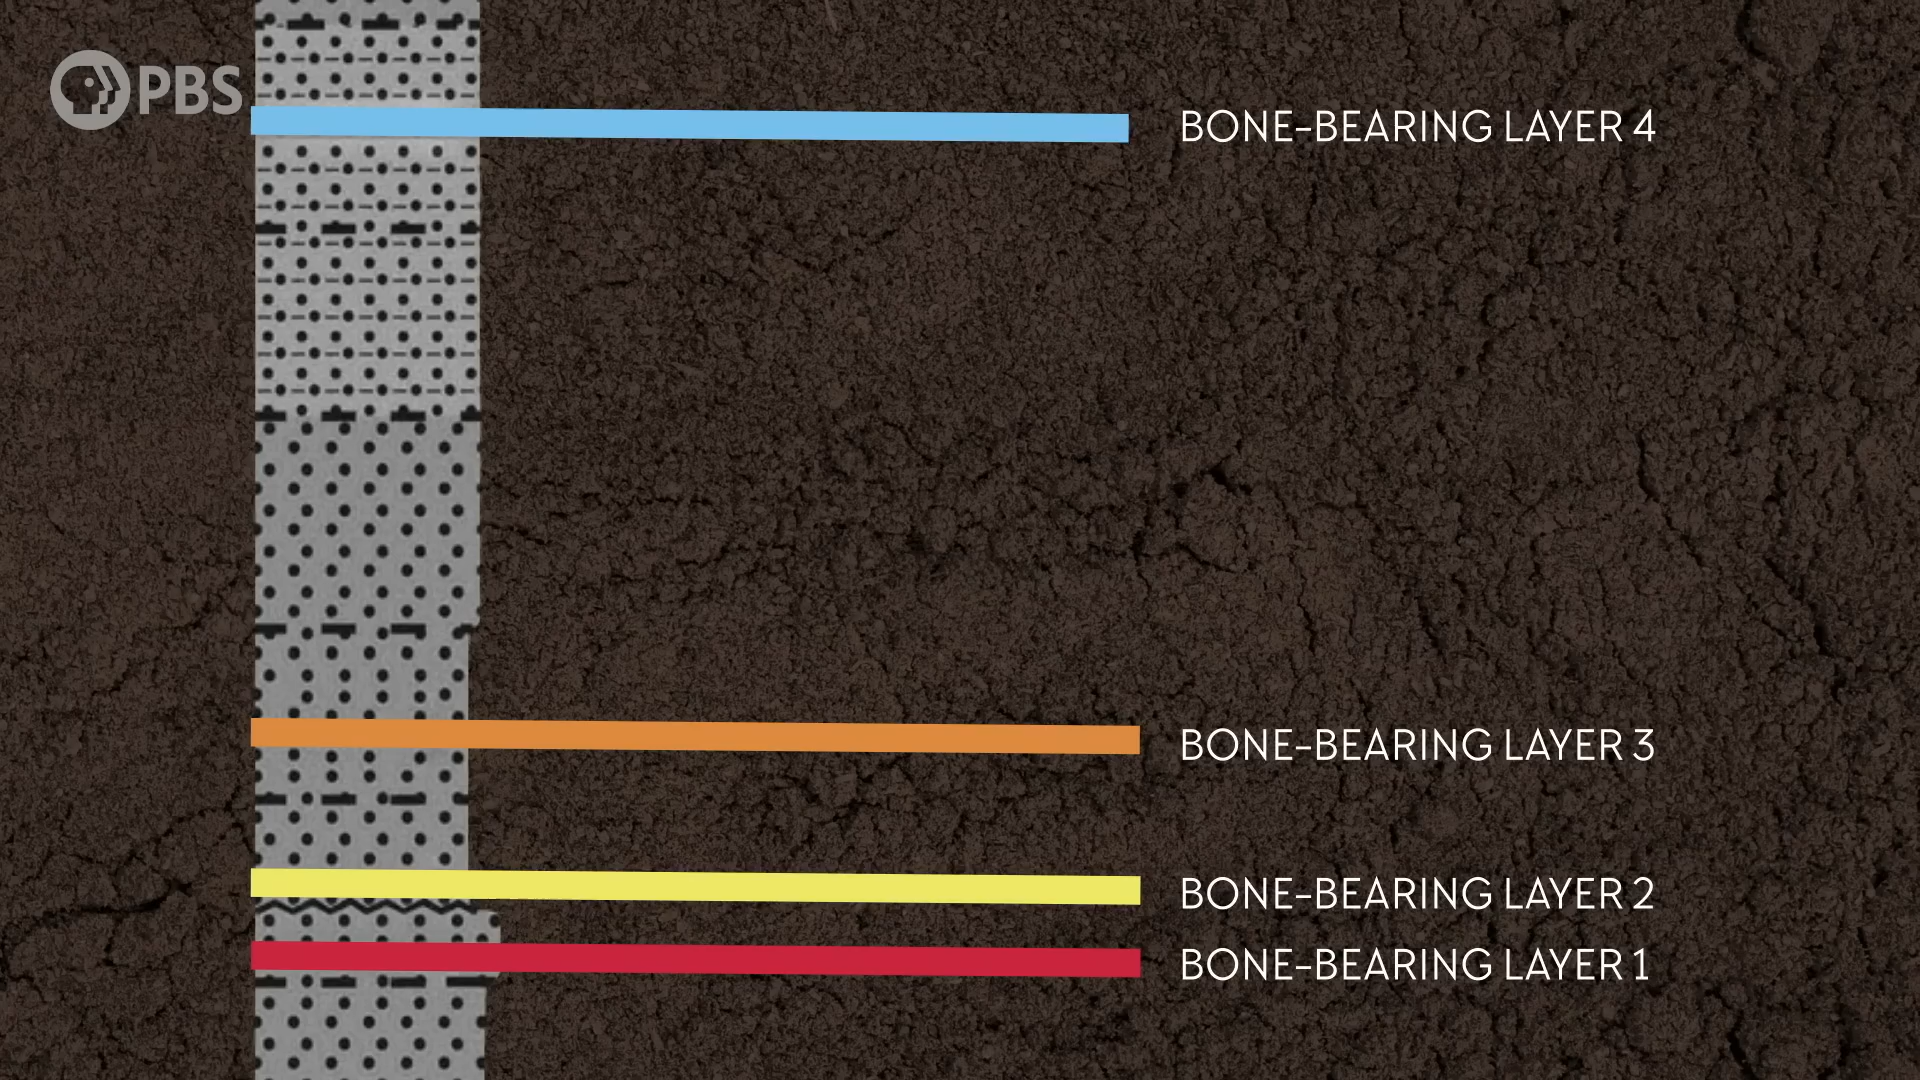 PBS
BONE-BEARING LAYER 4
BONE-BEARING LAYER 3
BONE-BEARING LAYER 2
BONE-BEARING LAYER 1